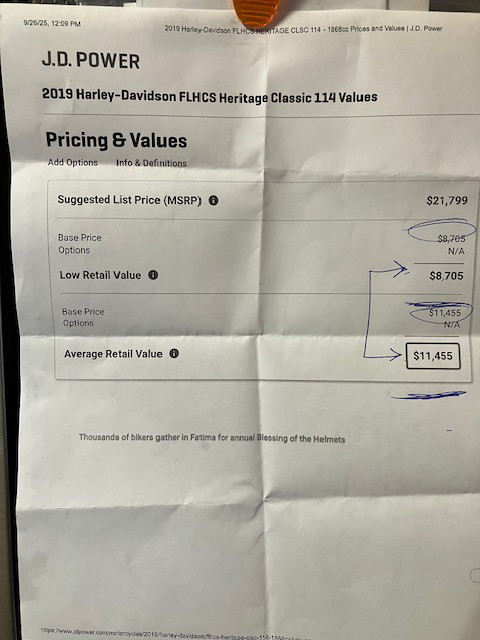 9/26/25, 12:09 PM
2019 Harley-Davidson FLHCS HERITAGE CLSC 114 - 1868cc Prices and Values | J.D. Power
J.D. POWER
2019 Harley-Davidson FLHCS Heritage Classic 114 Values
Pricing & Values
Add Options Info & Definitions
Suggested List Price (MSRP) $21,799
Base Price $8,705
Options N/A
Low Retail Value $8,705
Base Price $11,455
Options N/A
Average Retail Value $11,455
Thousands of bikers gather in Fatima for annual Blessing of the Helmets